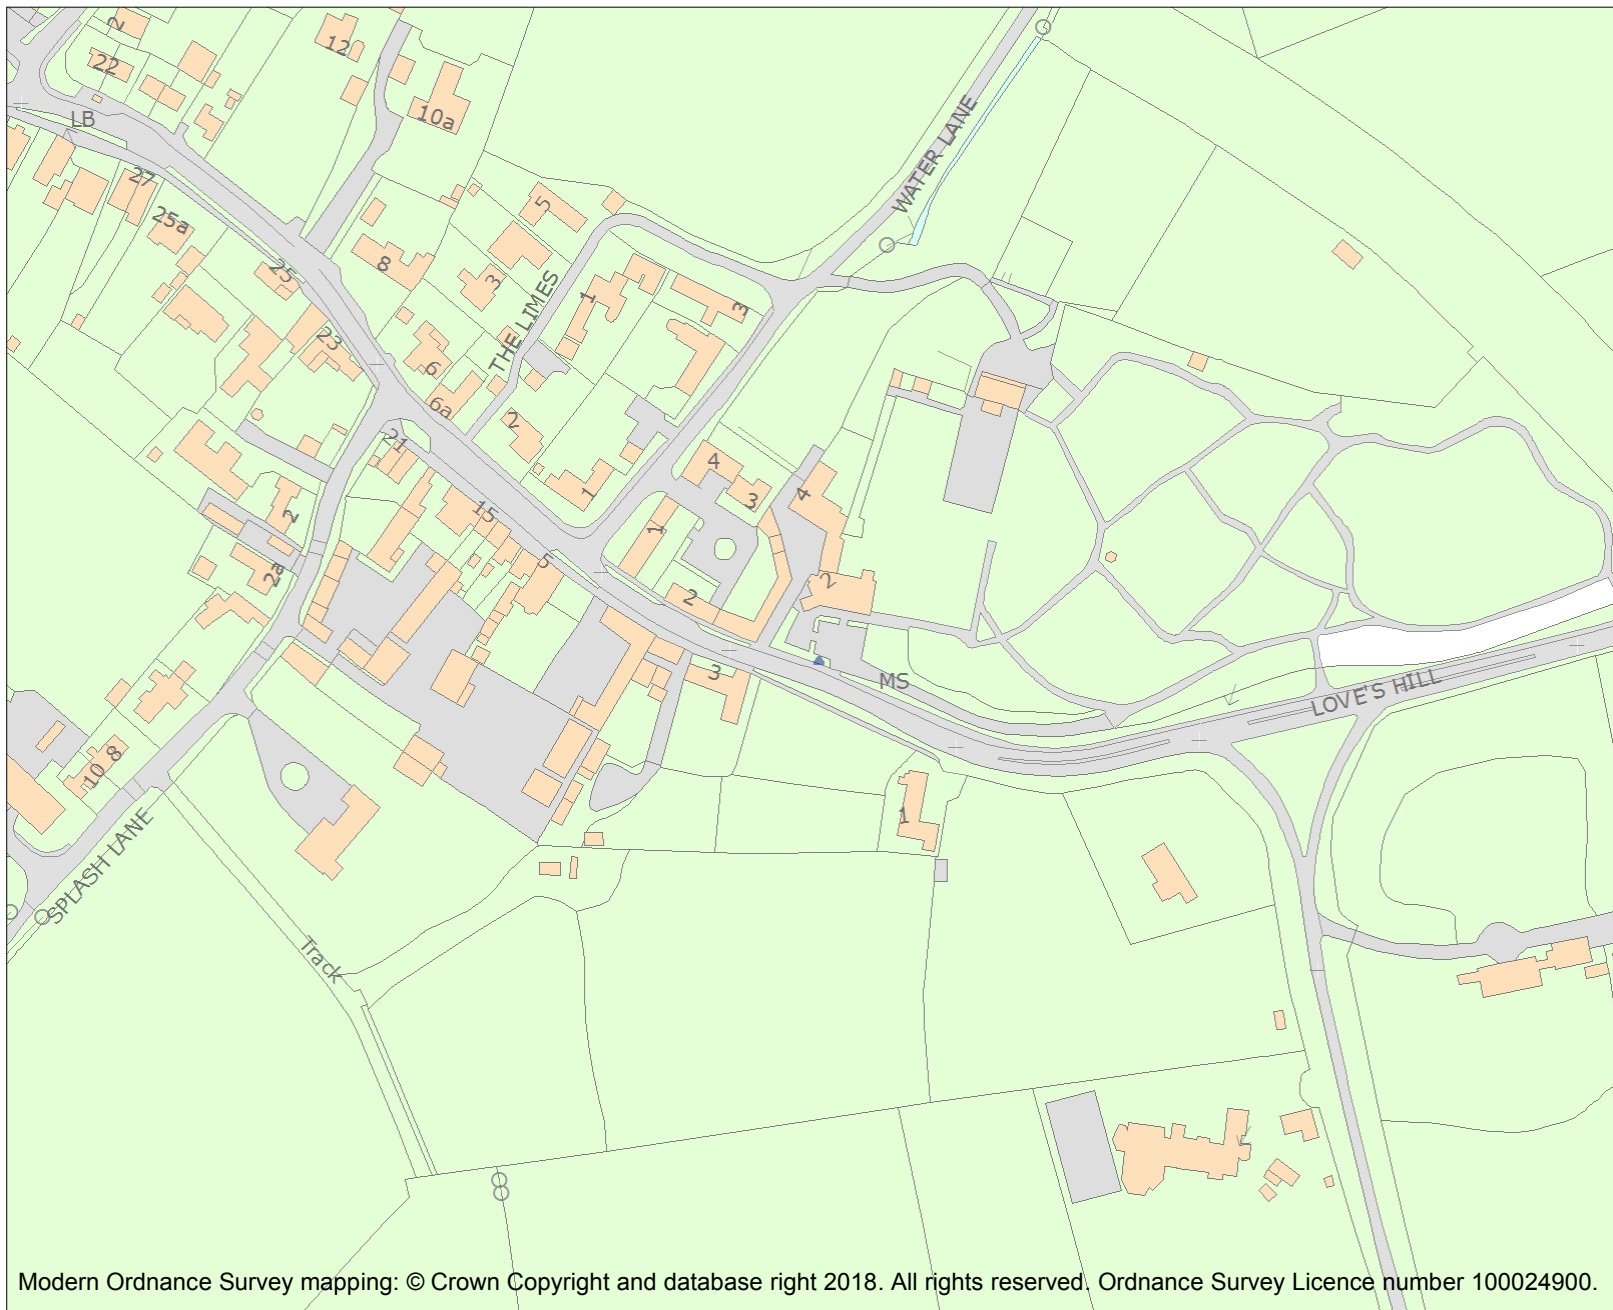 2
22
12
10a
LB
27
25a
25
8
5
3
THE LIMES
1
3
WATER LANE
23
6
6a
2
21
1
15
5
4
3
4
1
2
2
2
2a
3
MS
LOVE'S HILL
10 8
1
SPLASH LANE
Track
Modern Ordnance Survey mapping: © Crown Copyright and database right 2018. All rights reserved. Ordnance Survey Licence number 100024900.